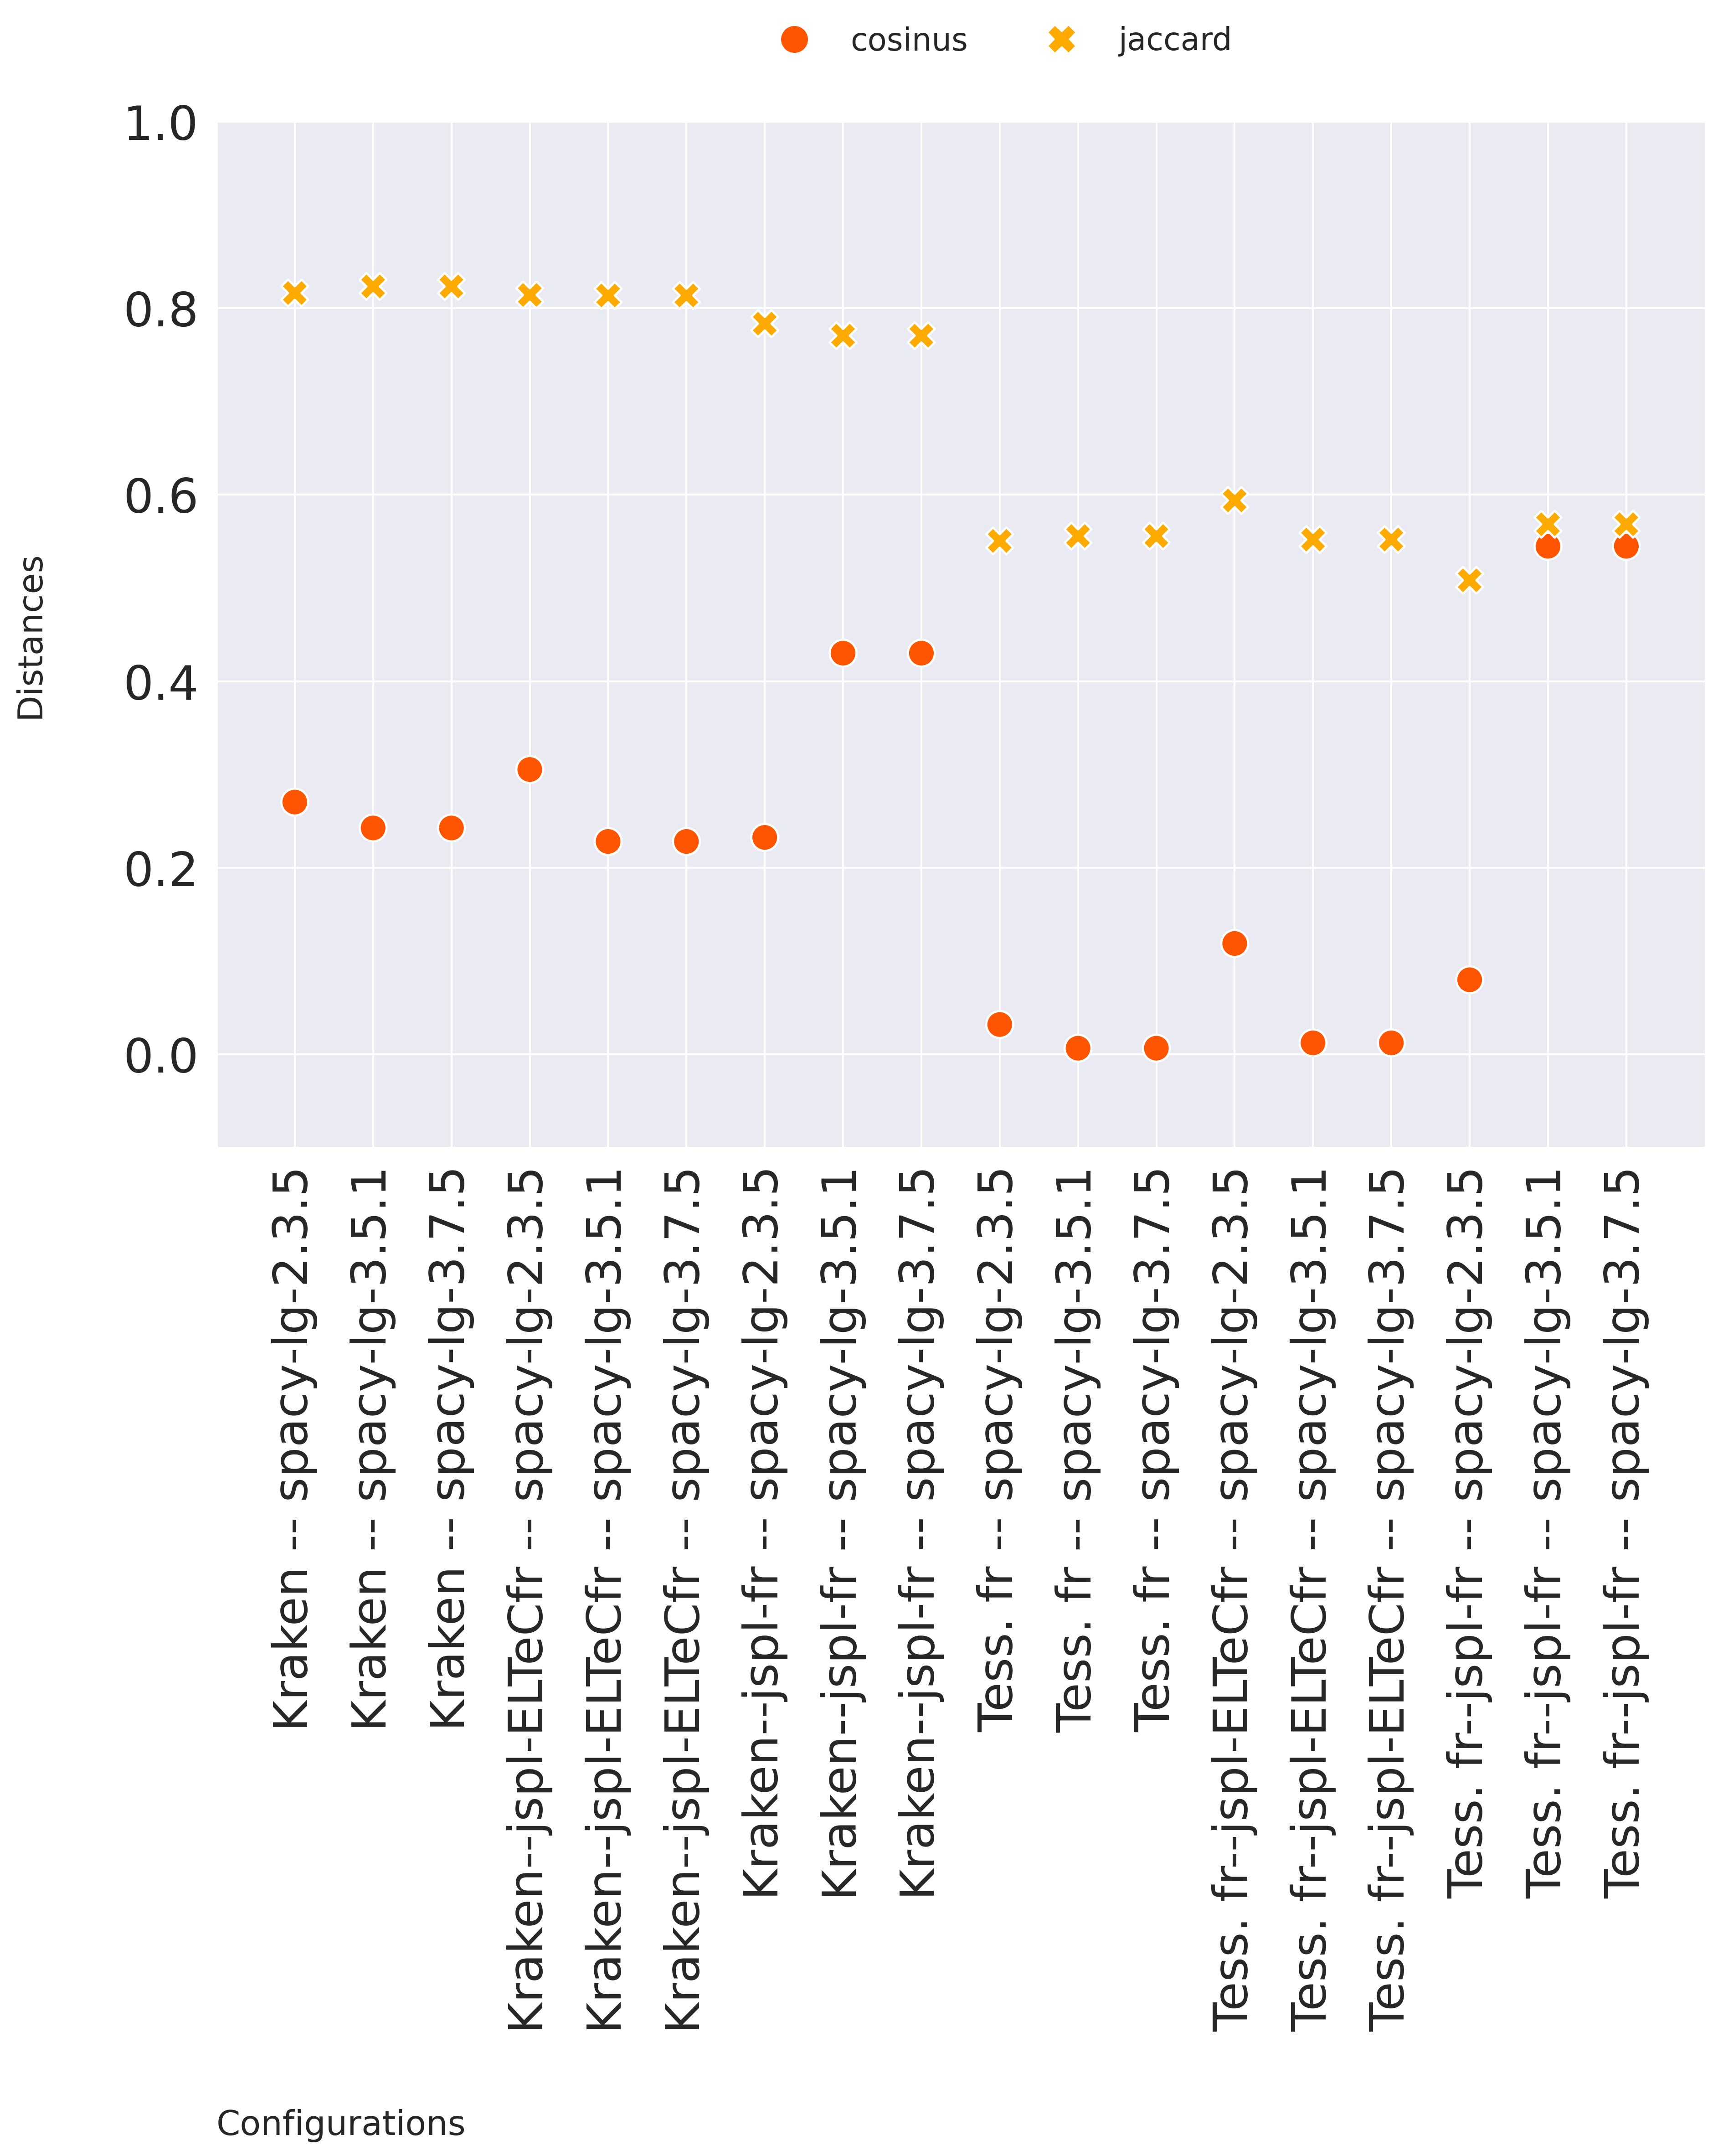 cosinus jaccard
1.0
0.8
0.6
0.4
0.2
0.0
Distances
Kraken -- spacy-lg-2.3.5
Kraken -- spacy-lg-3.5.1
Kraken -- spacy-lg-3.7.5
Kraken--jspl-ELTeCfr -- spacy-lg-2.3.5
Kraken--jspl-ELTeCfr -- spacy-lg-3.5.1
Kraken--jspl-ELTeCfr -- spacy-lg-3.7.5
Kraken--jspl-fr -- spacy-lg-2.3.5
Kraken--jspl-fr -- spacy-lg-3.5.1
Kraken--jspl-fr -- spacy-lg-3.7.5
Tess. fr -- spacy-lg-2.3.5
Tess. fr -- spacy-lg-3.5.1
Tess. fr -- spacy-lg-3.7.5
Tess. fr--jspl-ELTeCfr -- spacy-lg-2.3.5
Tess. fr--jspl-ELTeCfr -- spacy-lg-3.5.1
Tess. fr--jspl-ELTeCfr -- spacy-lg-3.7.5
Tess. fr--jspl-fr -- spacy-lg-2.3.5
Tess. fr--jspl-fr -- spacy-lg-3.5.1
Tess. fr--jspl-fr -- spacy-lg-3.7.5
Configurations